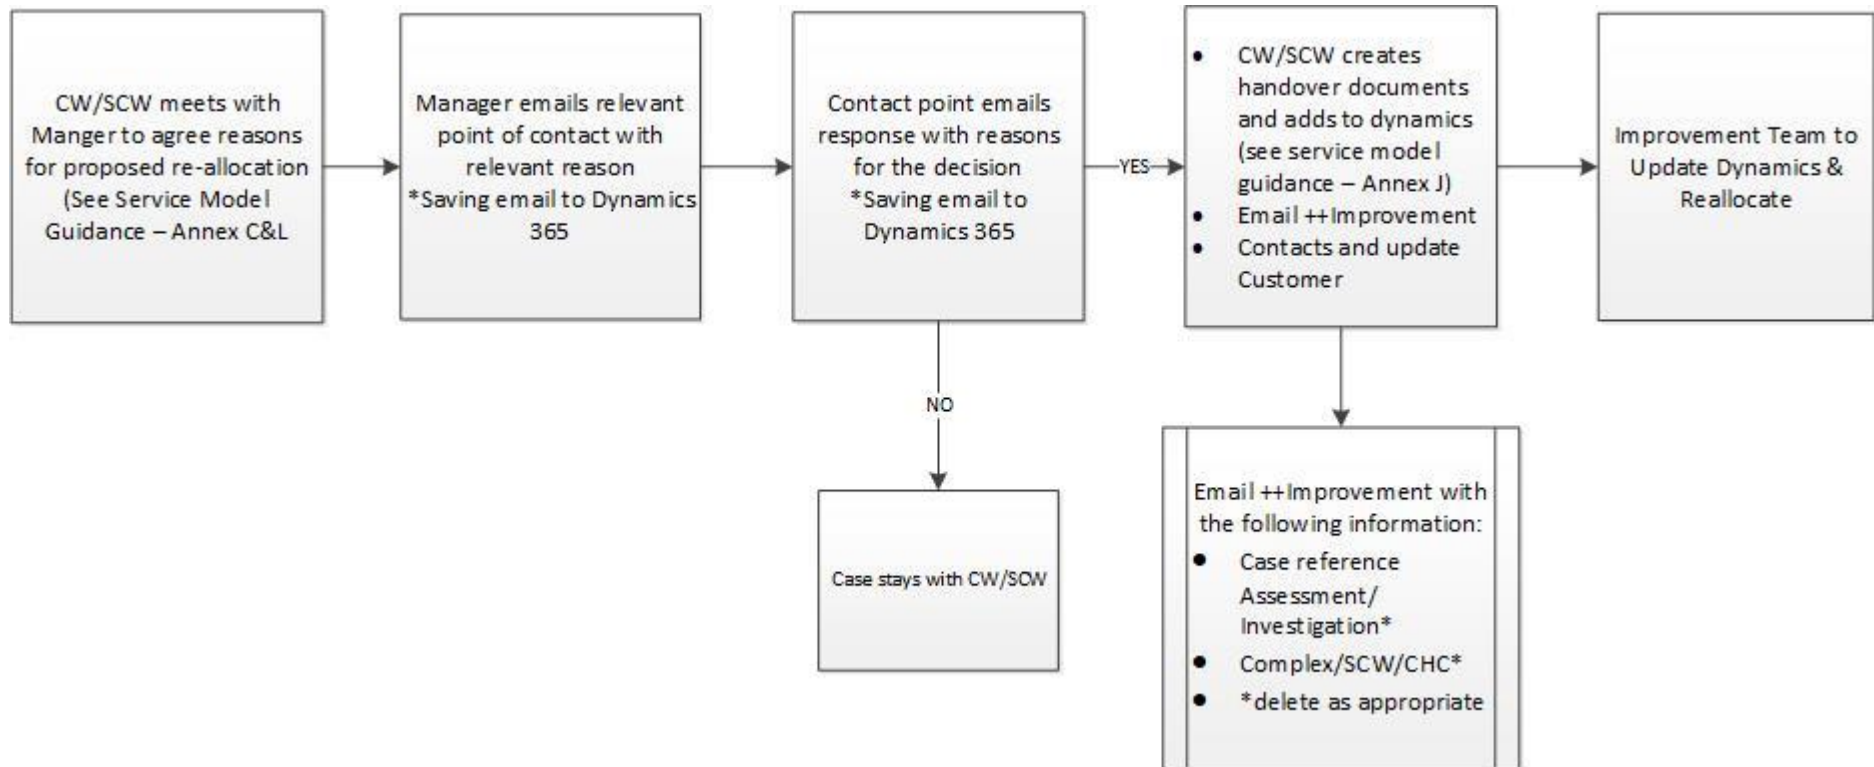 CW/SCW meets with
Manger to agree reasons
for proposed re-allocation
(See Service Model
Guidance – Annex C&L
Manager emails relevant
point of contact with
relevant reason
*Saving email to Dynamics
365
Contact point emails
response with reasons
for the decision
*Saving email to
Dynamics 365
YES
• CW/SCW creates
handover documents
and adds to dynamics
(see service model
guidance – Annex J)
• Email ++Improvement
• Contacts and update
Customer
Improvement Team to
Update Dynamics &
Reallocate
NO
Case stays with CW/SCW
Email ++Improvement with
the following information:
• Case reference
Assessment/
Investigation*
• Complex/SCW/CHC*
• *delete as appropriate